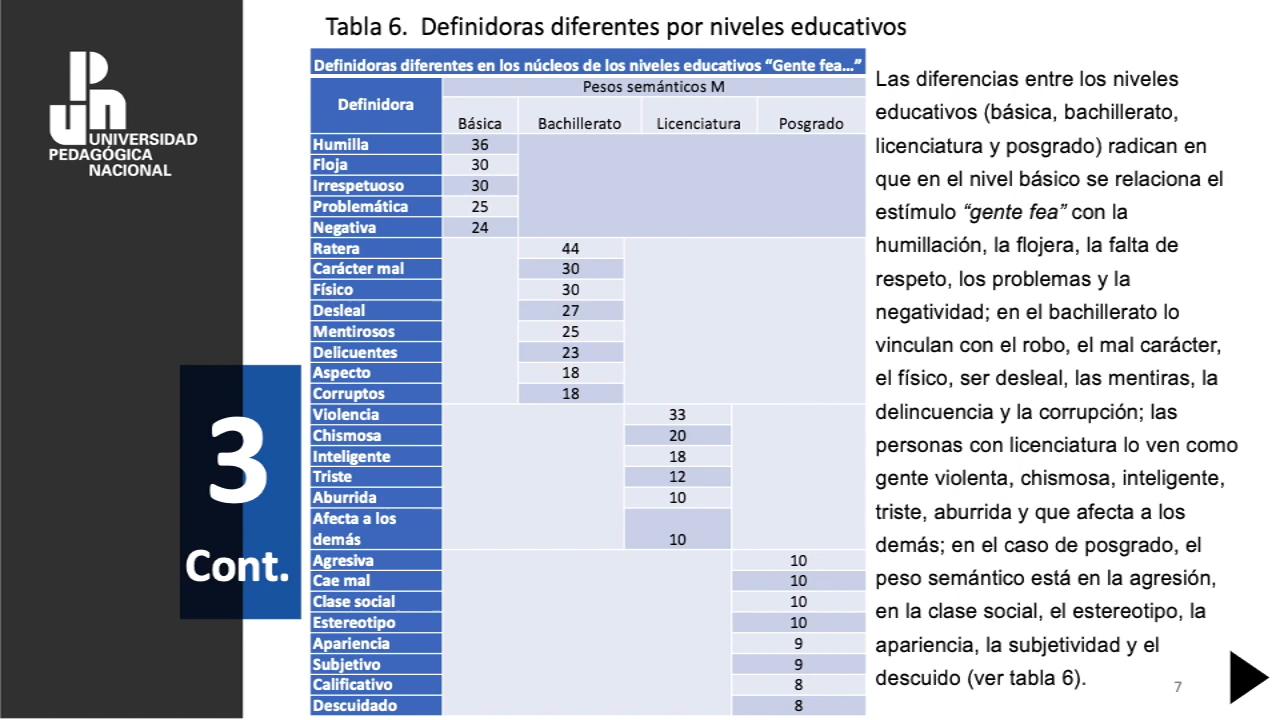 Tabla 6. Definidoras diferentes por niveles educativos
UNIVERSIDAD
PEDAGÓGICA
NACIONAL
3
Cont.
Definidoras diferentes en los núcleos de los niveles educativos “Gente fea...”
Definidora
Pesos semánticos M
Básica Bachillerato Licenciatura Posgrado
Humilla 36
Floja 30
Irrespetuoso 30
Problemática 25
Negativa 24
Ratera 44
Carácter mal 30
Físico 30
Desleal 27
Mentirosos 25
Delicuentes 23
Aspecto 18
Corruptos 18
Violencia 33
Chismosa 20
Inteligente 18
Triste 12
Aburrida 10
Afecta a los
demás 10
Agresiva 10
Cae mal 10
Clase social 10
Estereotipo 10
Apariencia 9
Subjetivo 9
Calificativo 8
Descuidado 8
Las diferencias entre los niveles
educativos (básica, bachillerato,
licenciatura y posgrado) radican en
que en el nivel básico se relaciona el
estímulo “gente fea” con la
humillación, la flojera, la falta de
respeto, los problemas y la
negatividad; en el bachillerato lo
vinculan con el robo, el mal carácter,
el físico, ser desleal, las mentiras, la
delincuencia y la corrupción; las
personas con licenciatura lo ven como
gente violenta, chismosa, inteligente,
triste, aburrida y que afecta a los
demás; en el caso de posgrado, el
peso semántico está en la agresión,
en la clase social, el estereotipo, la
apariencia, la subjetividad y el
descuido (ver tabla 6).
7